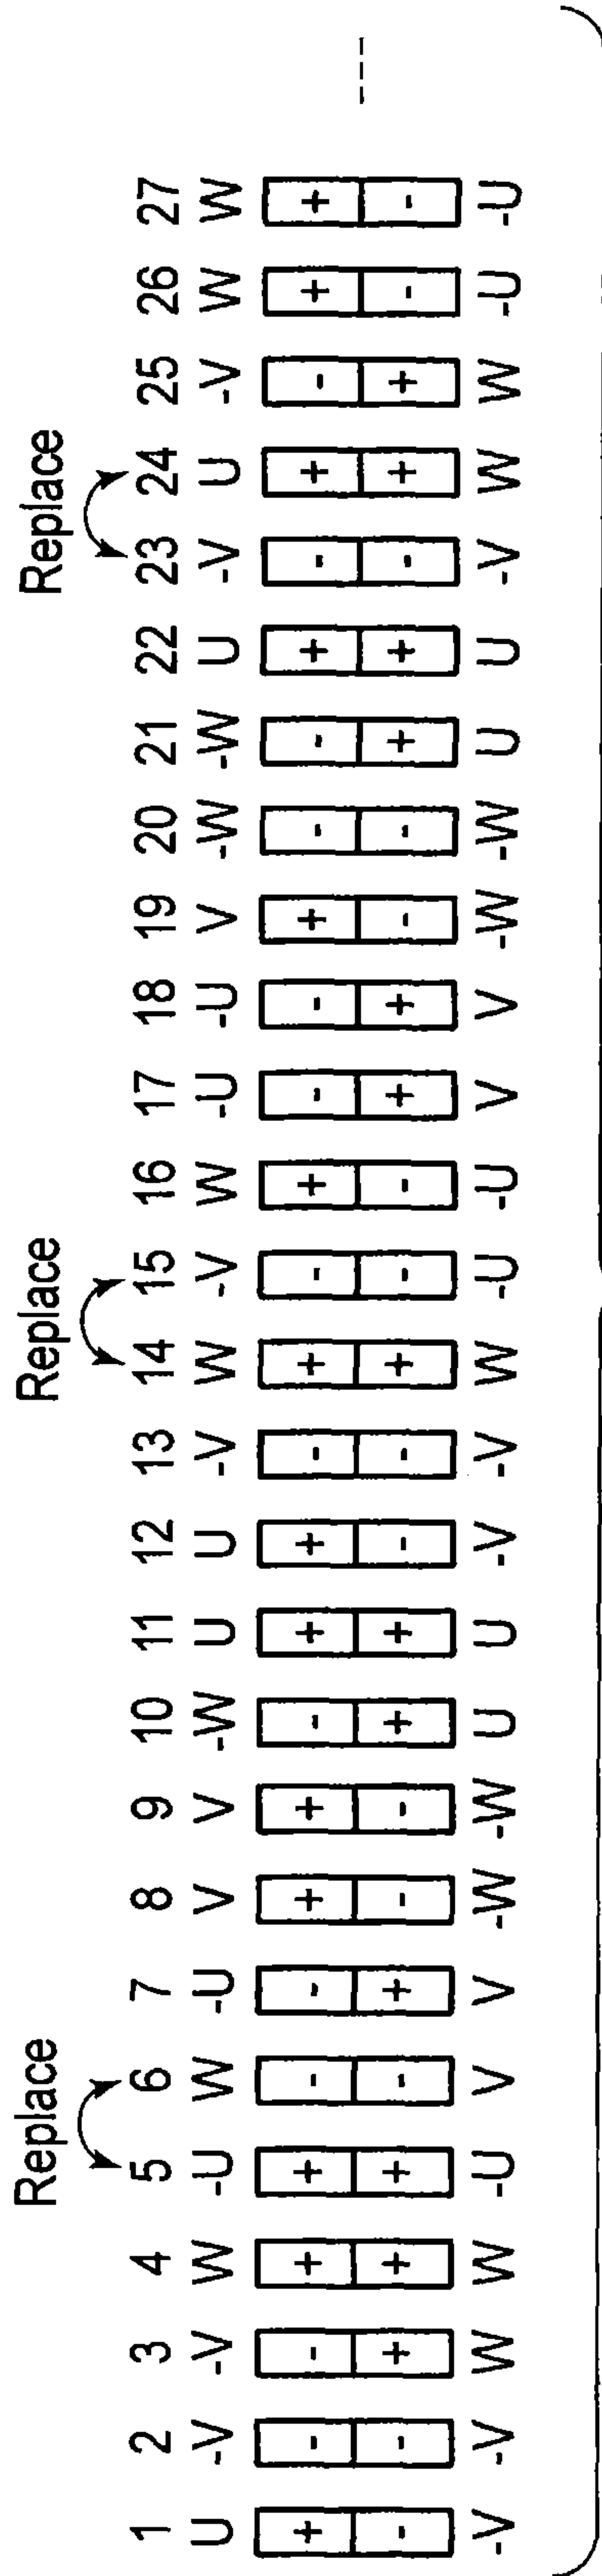 Replace Replace Replace
1 2 3 4 5 6 7 8 9 10 11 12 13 14 15 16 17 18 19 20 21 22 23 24 25 26 27
U -V -V W -U W -U V V -W U U -V W -V W -U -U V -W -W U -V U -V W W
+ - - + + - - + + - + + - + - + - - + - - + - + - + +
- - + + + - + - - + + - - + - - + + - - + + - + + - -
-V -V W W -U V V -W -W U U -V -V W -U -U V V -W -W U U -V W W -U -U